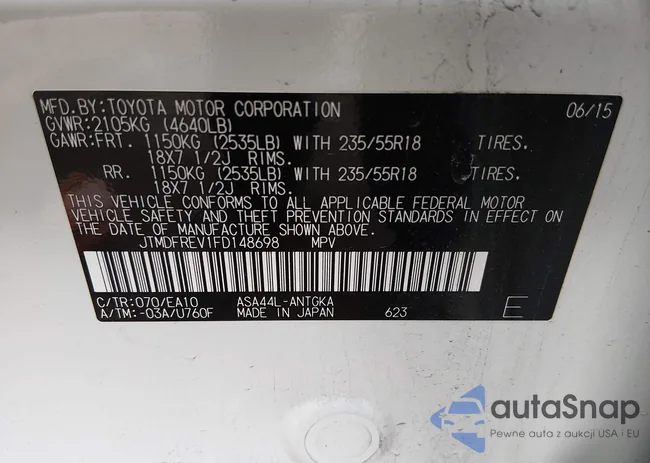 MFD.BY:TOYOTA MOTOR CORPORATION 06/15
GVWR:2105KG (4640LB)
GAWR:FRT. 1150KG (2535LB) WITH 235/55R18 TIRES.
18X7 1/2J RIMS.
RR. 1150KG (2535LB) WITH 235/55R18 TIRES.
18X7 1/2J RIMS.
THIS VEHICLE CONFORMS TO ALL APPLICABLE FEDERAL MOTOR
VEHICLE SAFETY AND THEFT PREVENTION STANDARDS IN EFFECT ON
THE DATE OF MANUFACTURE SHOWN ABOVE.
JTMDFREV1FD148698 MPV
C/TR:070/EA10 ASA44L-ANTGKA
A/TM:-03A/U760F MADE IN JAPAN 623 E
autaSnap
Pewne auta z aukcji USA i EU